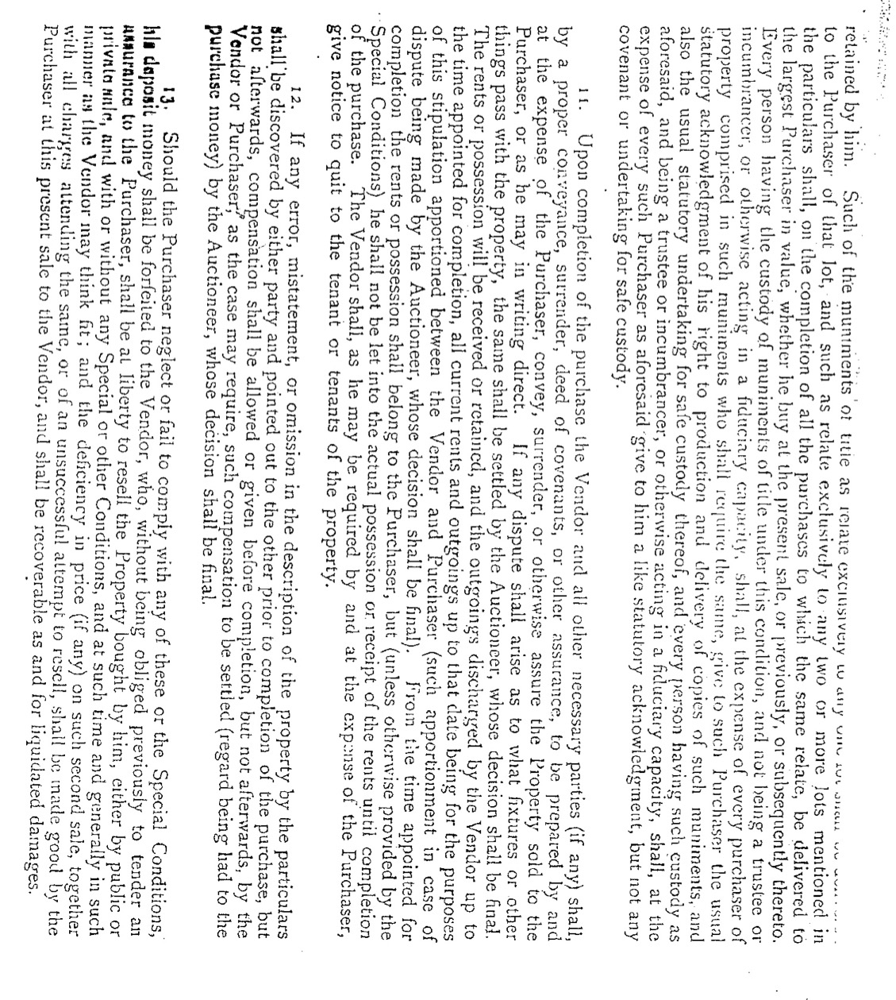 retained by him. Such of the muniments of title as relate exclusively to any one lot shall be
to the Purchaser of that lot, and such as relate exclusively to any two or more lots mentioned in
the particulars shall, on the completion of all the purchases to which the same relate, be delivered to
the largest Purchaser in value, whether he buy at the present sale, or previously, or subsequently thereto.
Every person having the custody of muniments of title under this condition, and not being a trustee or
incumbrancer, or otherwise acting in a fiduciary capacity, shall, at the expense of every purchaser of
property comprised in such muniments who shall require the same, give to such Purchaser the usual
statutory acknowledgment of his right to production and delivery of copies of such muniments, and
also the usual statutory undertaking for safe custody thereof, and every person having such custody as
aforesaid, and being a trustee or incumbrancer, or otherwise acting in a fiduciary capacity, shall, at the
expense of every such Purchaser as aforesaid give to him a like statutory acknowledgment, but not any
covenant or undertaking for safe custody.
11. Upon completion of the purchase the Vendor and all other necessary parties (if any) shall,
by a proper conveyance, surrender, deed of covenants, or other assurance, to be prepared by and
at the expense of the Purchaser, convey, surrender, or otherwise assure the Property sold to the
Purchaser, or as he may in writing direct. If any dispute shall arise as to what fixtures or other
things pass with the property, the same shall be settled by the Auctioneer, whose decision shall be final.
The rents or possession will be received or retained, and the outgoings discharged by the Vendor up to
the time appointed for completion, all current rents and outgoings up to that date being for the purposes
of this stipulation apportioned between the Vendor and Purchaser (such apportionment in case of
dispute being made by the Auctioneer, whose decision shall be final). From the time appointed for
completion the rents or possession shall belong to the Purchaser, but (unless otherwise provided by the
Special Conditions) he shall not be let into the actual possession or receipt of the rents until completion
of the purchase. The Vendor shall, as he may be required by and at the expense of the Purchaser,
give notice to quit to the tenant or tenants of the property.
12. If any error, mistatement, or omission in the description of the property by the particulars
shall be discovered by either party and pointed out to the other prior to completion of the purchase, but
not afterwards, compensation shall be allowed or given before completion, but not afterwards, by the
Vendor or Purchaser, as the case may require, such compensation to be settled (regard being had to the
purchase money) by the Auctioneer, whose decision shall be final.
13. Should the Purchaser neglect or fail to comply with any of these or the Special Conditions,
his deposit money shall be forfeited to the Vendor, who, without being obliged previously to tender an
assurance to the Purchaser, shall be at liberty to resell the Property bought by him, either by public or
private sale, and with or without any Special or other Conditions, and at such time and generally in such
manner as the Vendor may think fit; and the deficiency in price (if any) on such second sale, together
with all charges attending the same, or of an unsuccessful attempt to resell, shall be made good by the
Purchaser at this present sale to the Vendor, and shall be recoverable as and for liquidated damages.